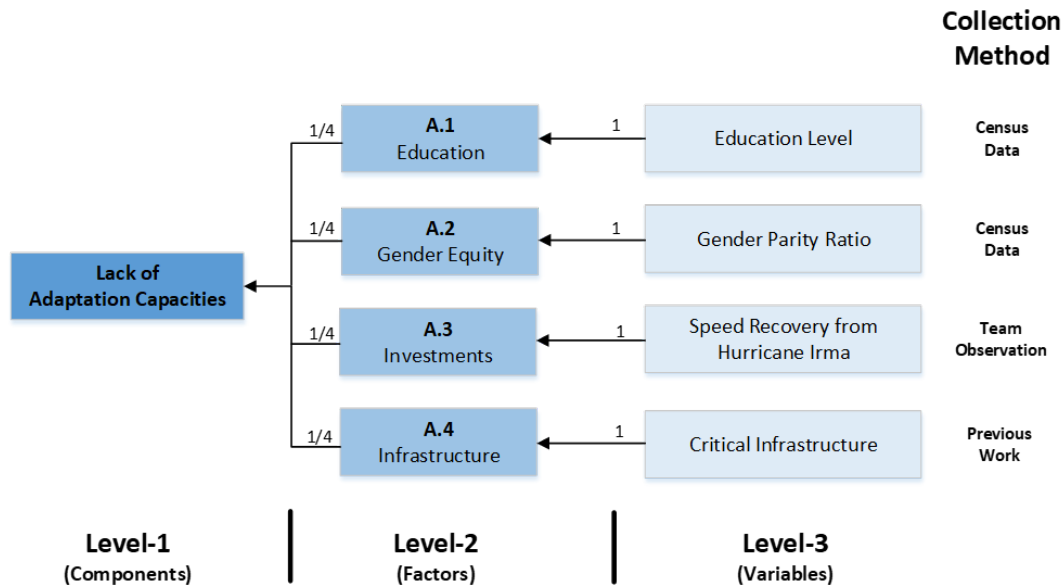 Collection
Method
1/4
A.1
Education
1
Education Level
Census
Data
1/4
A.2
Gender Equity
1
Gender Parity Ratio
Census
Data
Lack of
Adaptation Capacities
1/4
A.3
Investments
1
Speed Recovery from
Hurricane Irma
Team
Observation
1/4
A.4
Infrastructure
1
Critical Infrastructure
Previous
Work
Level-1
(Components)
Level-2
(Factors)
Level-3
(Variables)